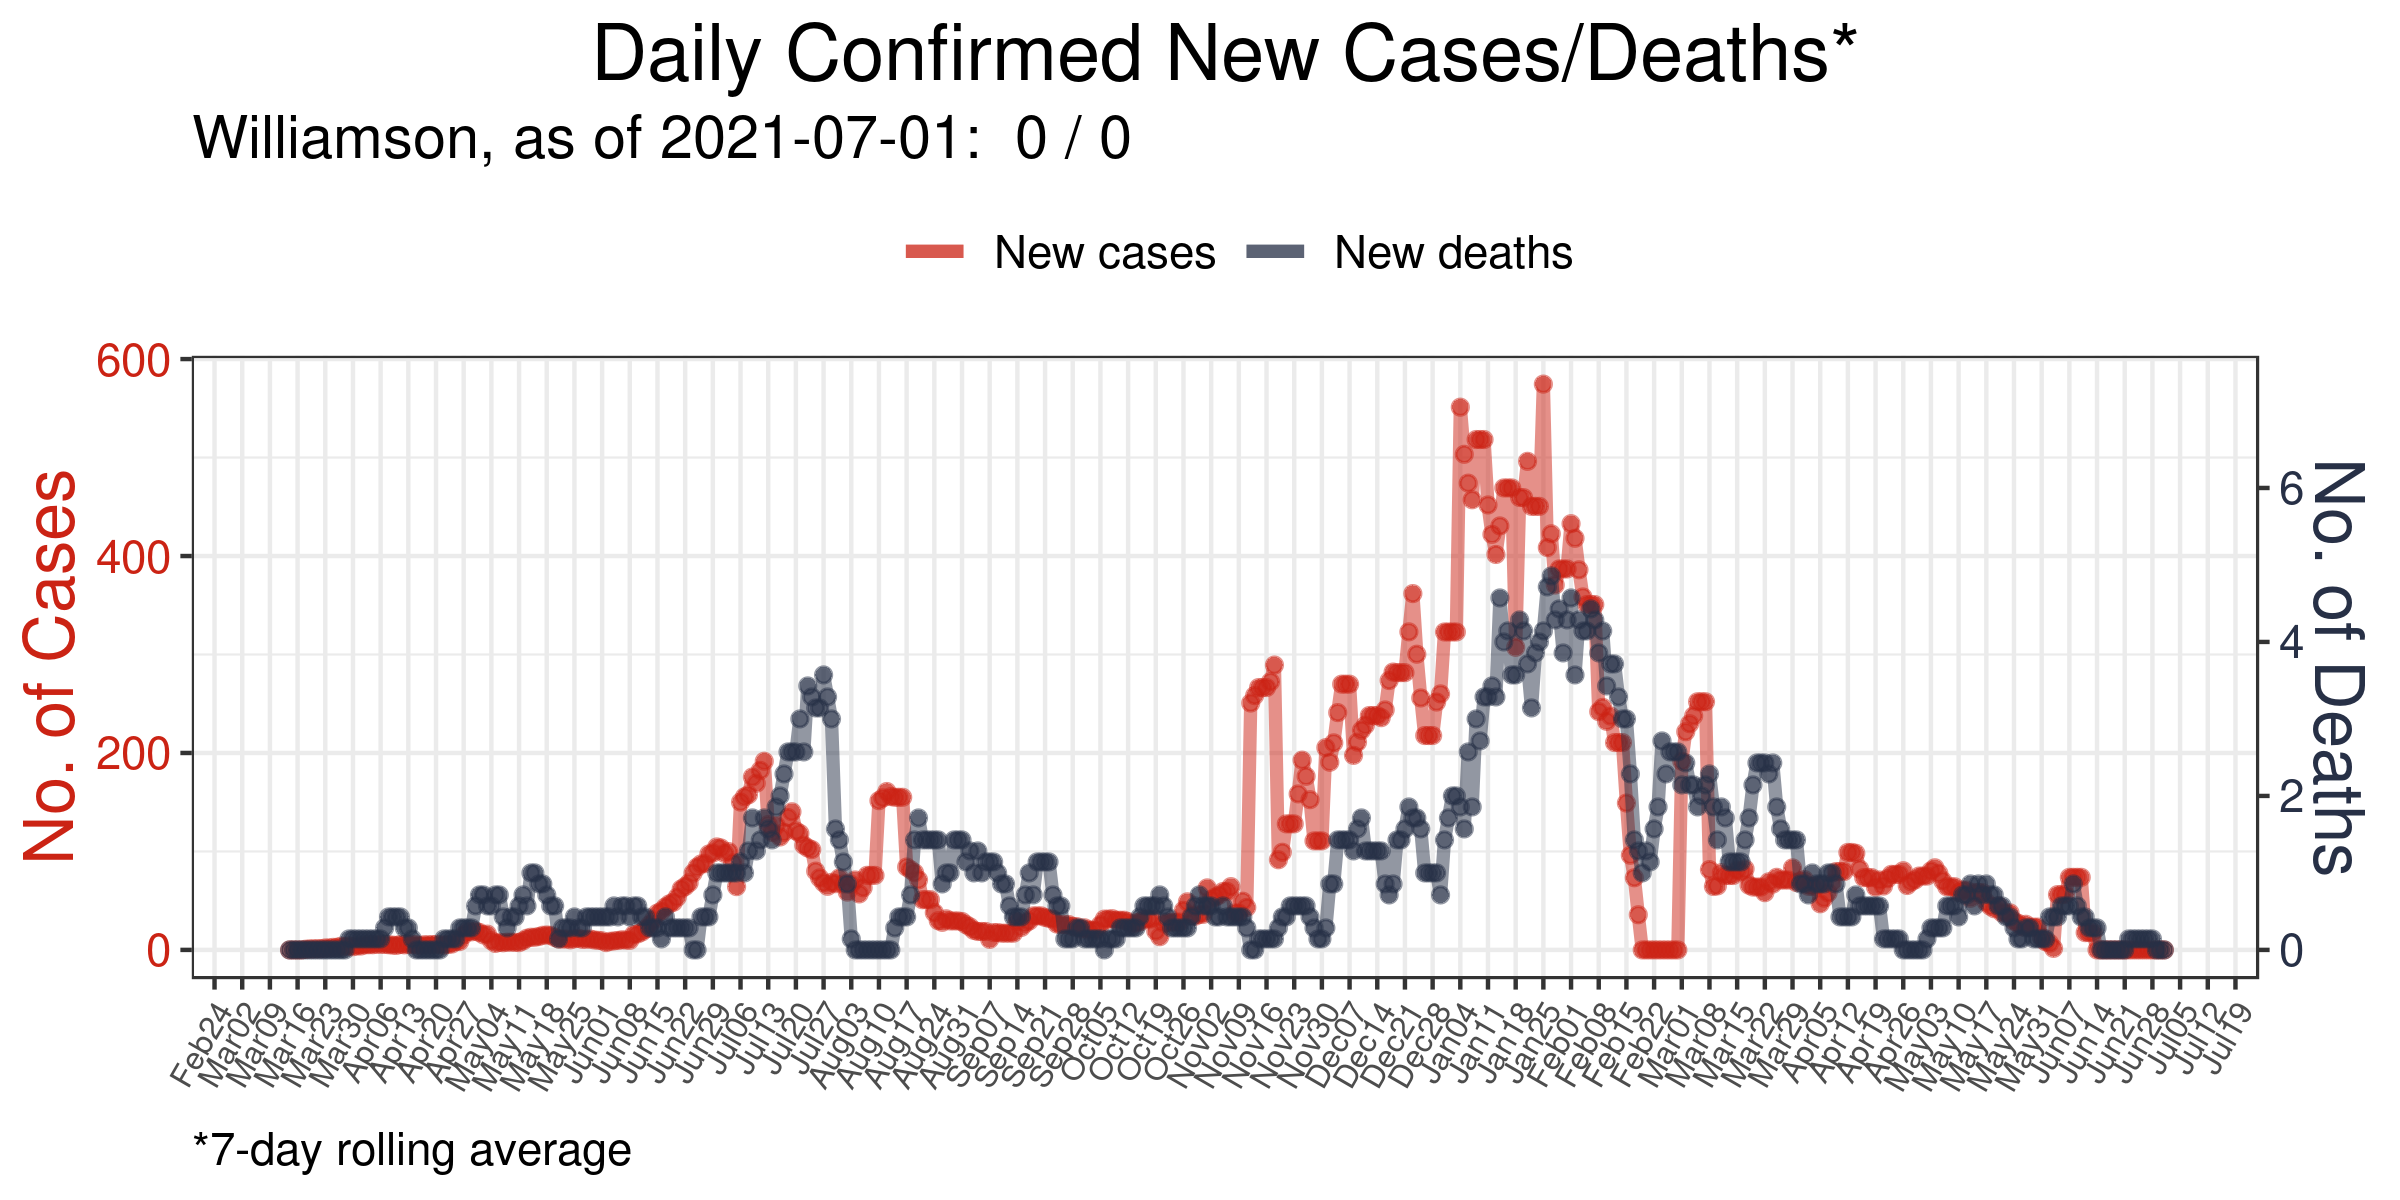 Daily Confirmed New Cases/Deaths*
Williamson, as of 2021-07-01:  0 / 0
New cases
New deaths
No. of Cases
600
400
200
0
No. of Deaths
6
4
2
0
Feb24
Mar02
Mar09
Mar16
Mar23
Mar30
Apr06
Apr13
Apr20
Apr27
May04
May11
May18
May25
Jun01
Jun08
Jun15
Jun22
Jun29
Jul06
Jul13
Jul20
Jul27
Aug03
Aug10
Aug17
Aug24
Aug31
Sep07
Sep14
Sep21
Sep28
Oct05
Oct12
Oct19
Oct26
Nov02
Nov09
Nov16
Nov23
Nov30
Dec07
Dec14
Dec21
Dec28
Jan04
Jan11
Jan18
Jan25
Feb01
Feb08
Feb15
Feb22
Mar01
Mar08
Mar15
Mar22
Mar29
Apr05
Apr12
Apr19
Apr26
May03
May10
May17
May24
May31
Jun07
Jun14
Jun21
Jun28
Jul05
Jul12
Jul19
*7-day rolling average